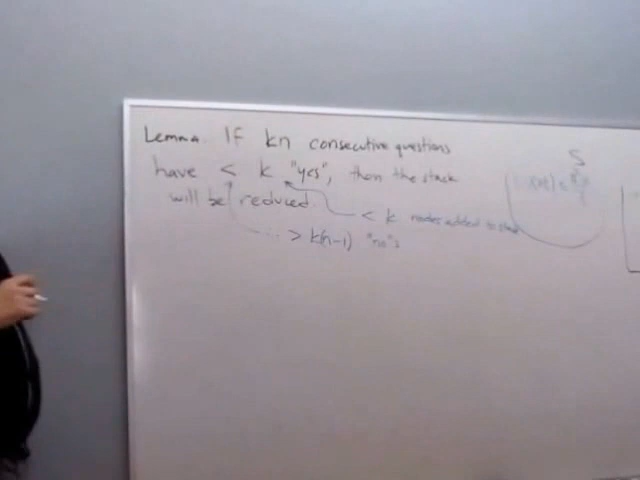 Lemma. If kn consecutive questions
have < k "yes", then the stack
will be reduced.
< k nodes added to stack
> k(n-1) "no"s
S